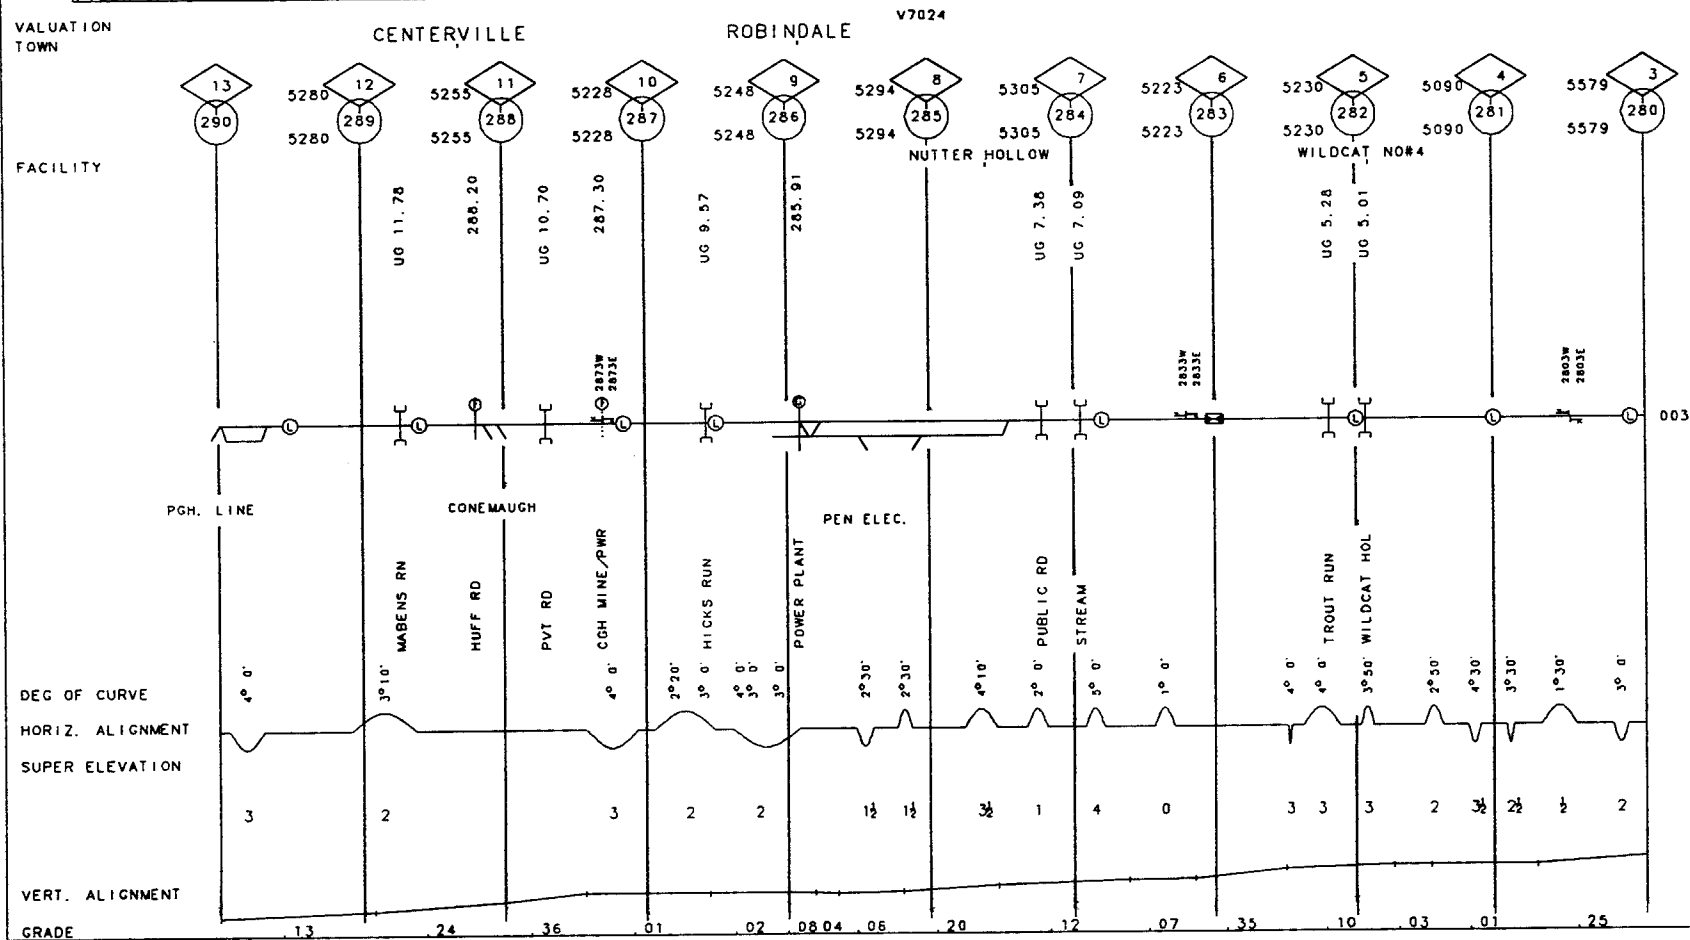 V7024
VALUATION
TOWN
CENTERVILLE
ROBINDALE
13 12 11 10 9 8 7 6 5 4 3
5280 5255 5228 5248 5294 5305 5223 5230 5090 5579
290 289 288 287 286 285 284 283 282 281 280
5280 5255 5228 5248 5294 5305 5223 5230 5090 5579
NUTTER HOLLOW
WILDCAT NO#4
FACILITY
UG 11.78
288.20
UG 10.70
287.30
UG 9.57
285.91
UG 7.38
UG 7.09
UG 5.28
UG 5.01
2873W
2873E
2833W
2833E
2803W
2803E
L L L L L L L L
003
PGH. LINE
CONEMAUGH
PEN ELEC.
MABENS RN
HUFF RD
PVT RD
CGH MINE/PWR
HICKS RUN
POWER PLANT
PUBLIC RD
STREAM
TROUT RUN
WILDCAT HOL
DEG OF CURVE
4° 0' 3°10' 4° 0' 2°20' 3° 0' 4° 0' 3° 0' 3° 0' 2°30' 2°30' 4°10' 2° 0' 5° 0' 1° 0' 4° 0' 4° 0' 3°50' 2°50' 4°30' 3°30' 1°30' 3° 0'
HORIZ. ALIGNMENT
SUPER ELEVATION
3 2 3 2 2 1½ 1½ 3½ 1 4 0 3 3 3 2 3½ 2½ ½ 2
VERT. ALIGNMENT
GRADE
.13 .24 .36 .01 .02 .08 04 .06 .20 .12 .07 .35 .10 .03 .01 .25